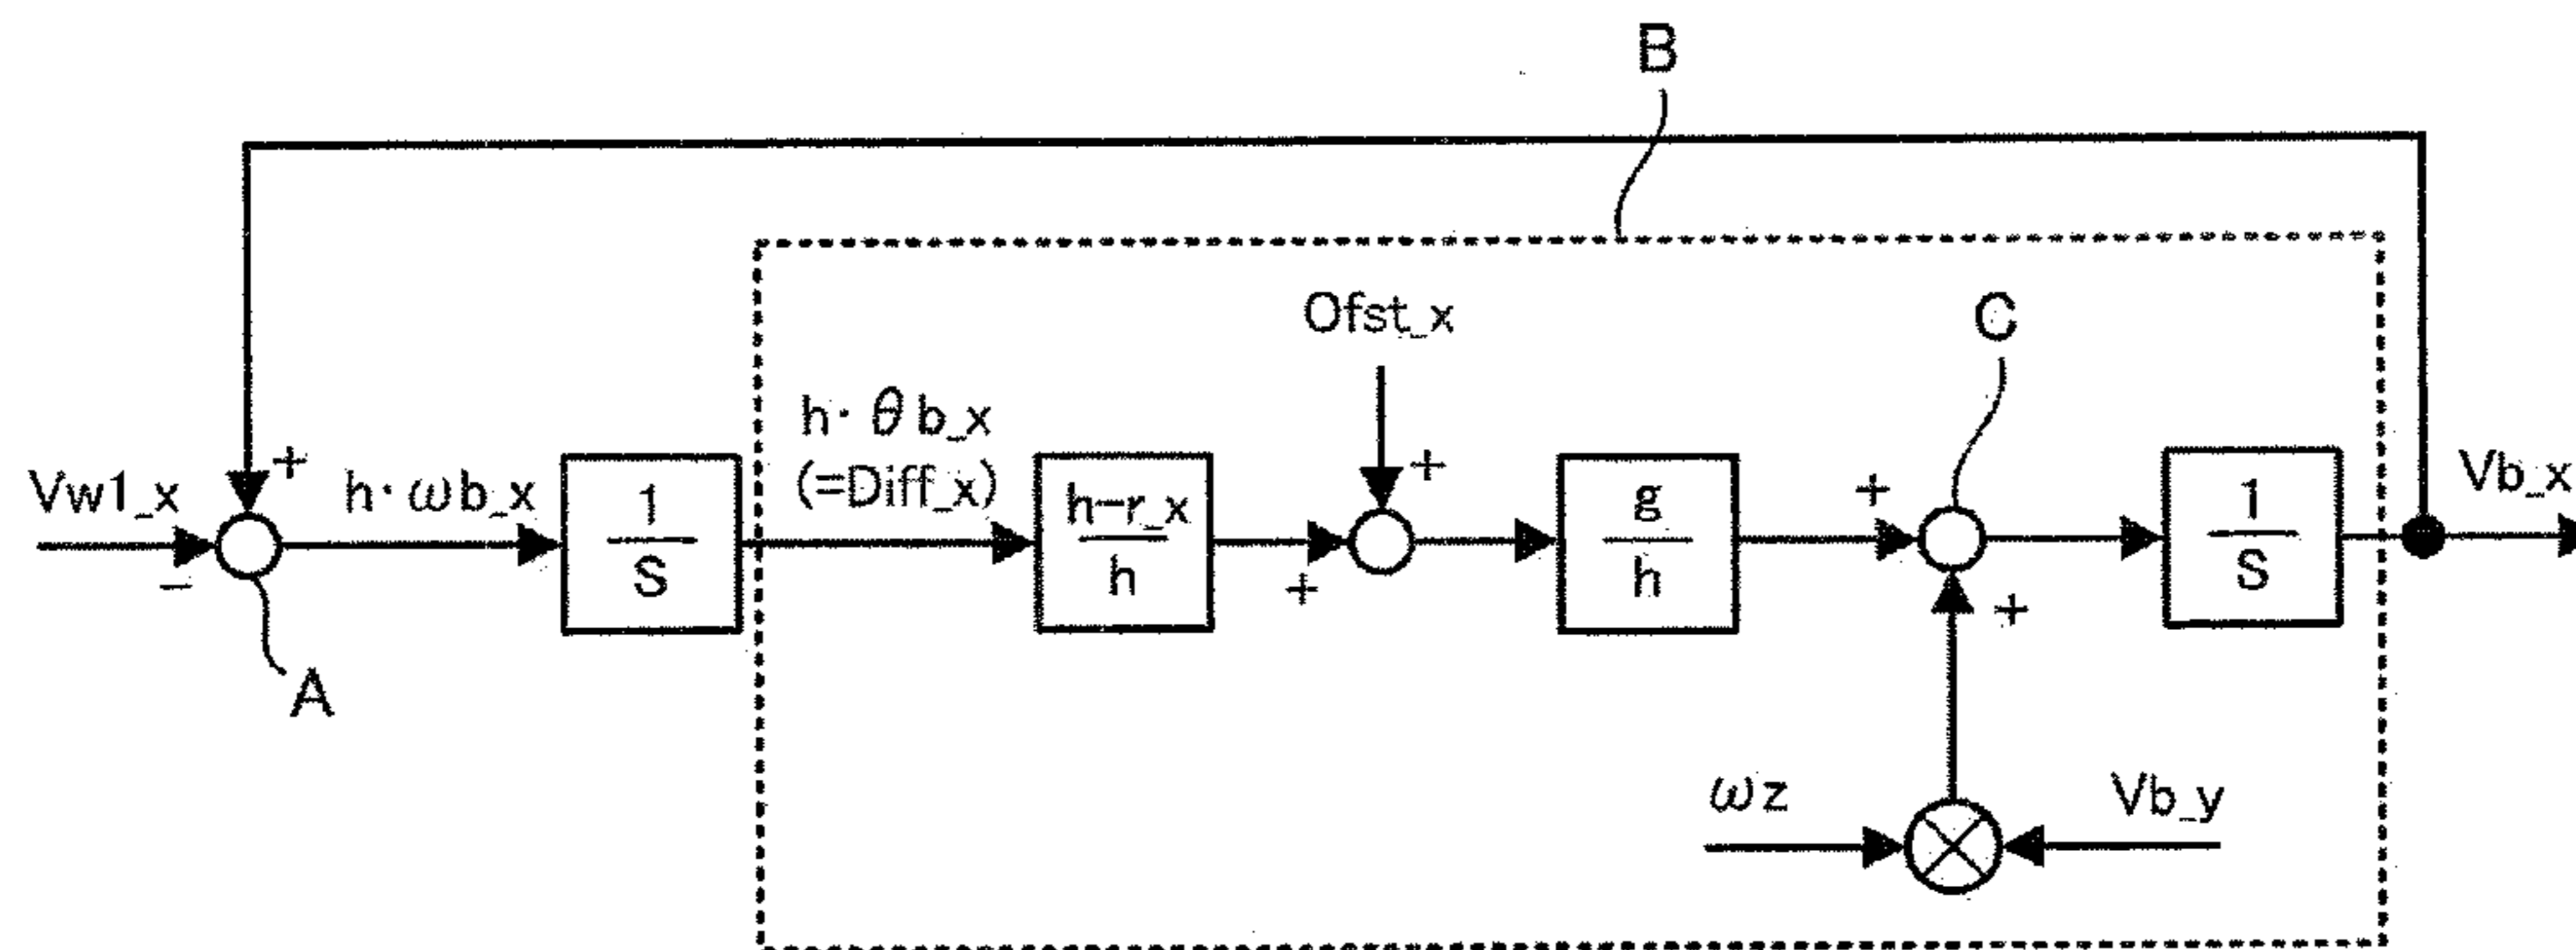 B
Ofst_x
C
h・θb_x
(=Diff_x)
+
+
+
Vw1_x
h・ωb_x
1
S
h-r_x
h
g
h
1
S
Vb_x
−
+
+
A
ωz
Vb_y